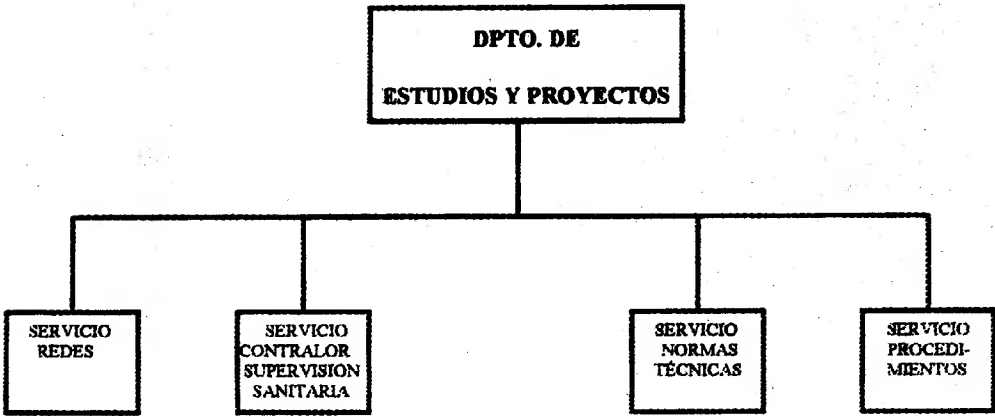 DPTO. DE
ESTUDIOS Y PROYECTOS
SERVICIO
REDES
SERVICIO
CONTRALOR
SUPERVISION
SANITARIA
SERVICIO
NORMAS
TÉCNICAS
SERVICIO
PROCEDI-
MIENTOS